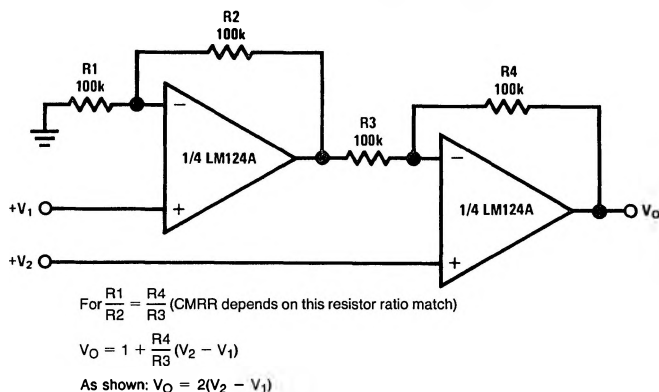 R2
100k
R1
100k
R4
100k
R3
100k
−
1/4 LM124A
+
−
1/4 LM124A
+
+V1
+V2
VO
For R1/R2 = R4/R3 (CMRR depends on this resistor ratio match)
VO = 1 + R4/R3 (V2 − V1)
As shown: VO = 2(V2 − V1)